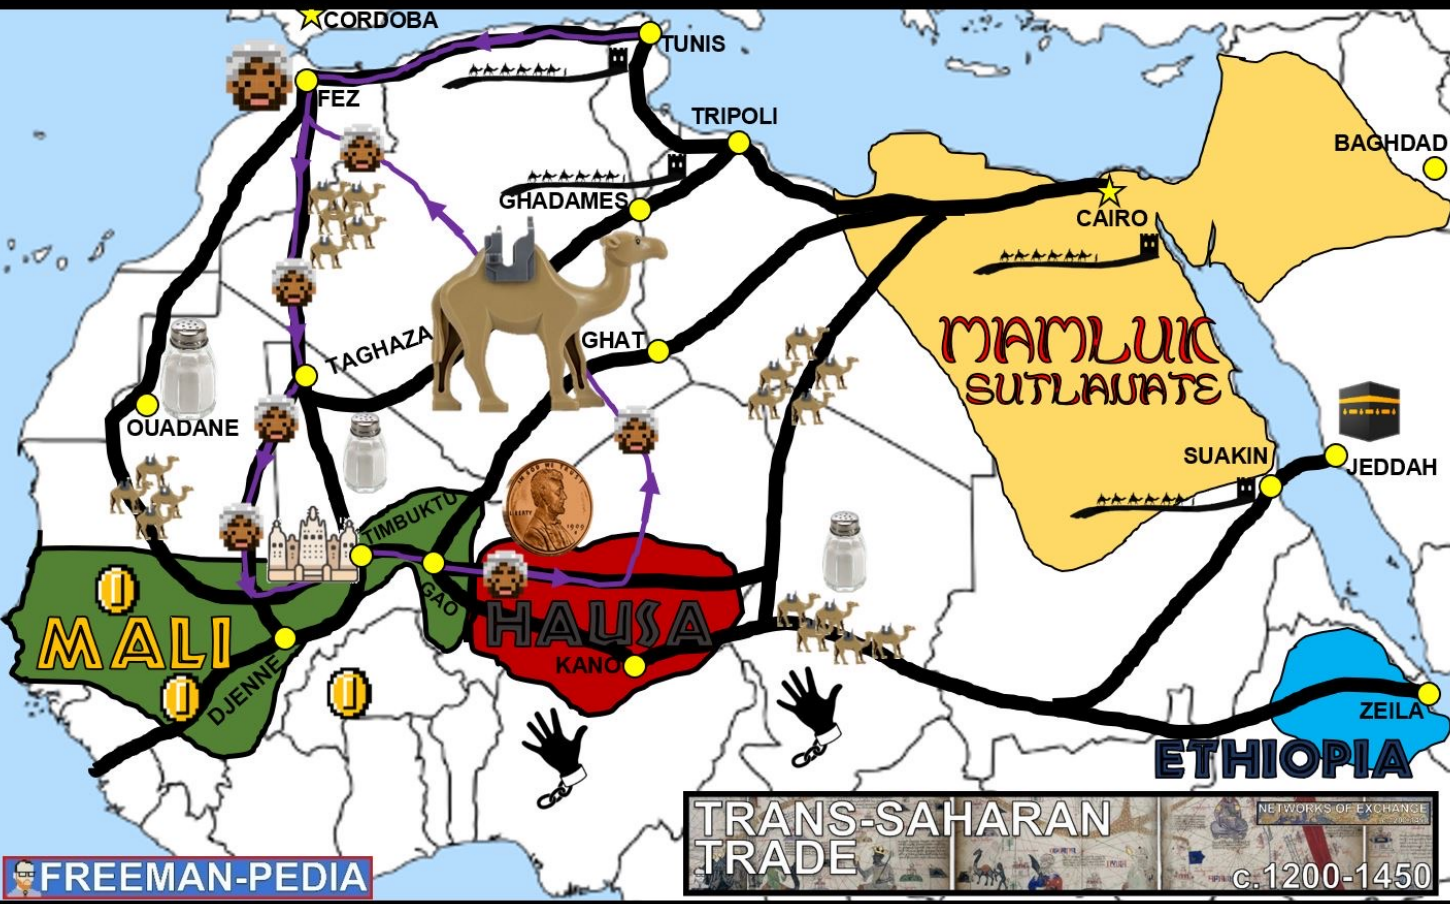 CORDOBA
TUNIS
FEZ
TRIPOLI
BAGHDAD
GHADAMES
CAIRO
TAGHAZA
GHAT
MAMLUK
SUTLANATE
OUADANE
SUAKIN
JEDDAH
TIMBUKTU
GAO
MALI
HAUSA
KANO
DJENNE
ZEILA
ETHIOPIA
TRANS-SAHARAN
TRADE
NETWORKS OF EXCHANGE
c.1200-1450
FREEMAN-PEDIA
LIBERTY